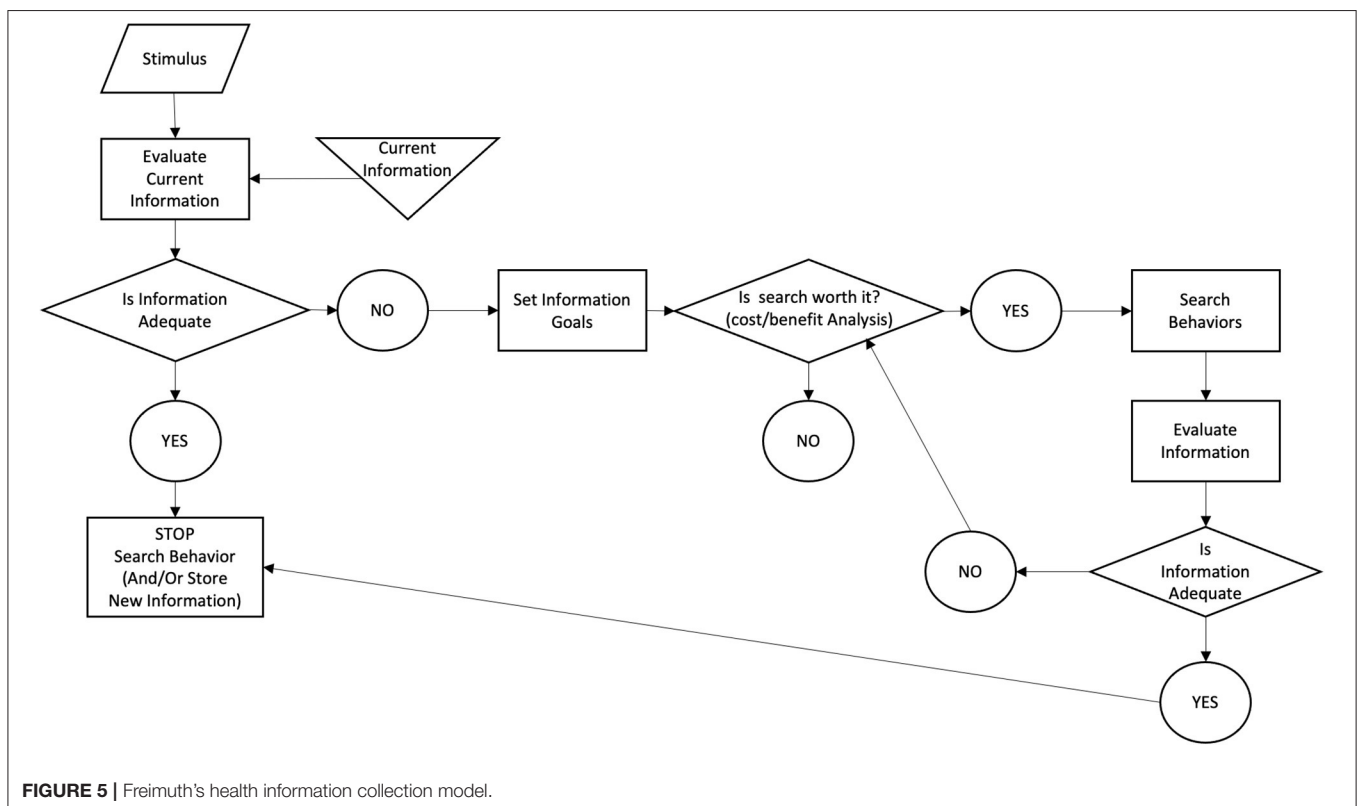 Stimulus
Evaluate
Current
Information
Current
Information
Is Information
Adequate
NO
Set Information
Goals
Is search worth it?
(cost/benefit Analysis)
YES
Search
Behaviors
YES
NO
Evaluate
Information
STOP
Search Behavior
(And/Or Store
New Information)
NO
Is
Information
Adequate
YES
FIGURE 5 | Freimuth's health information collection model.